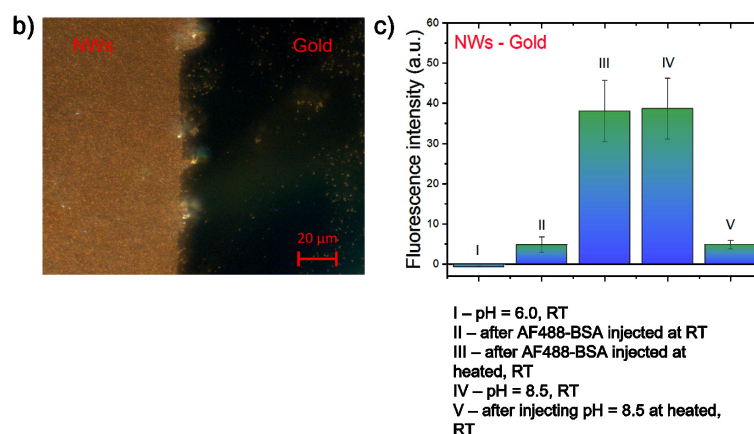 b)
NWs
Gold
20 μm
c)
Fluorescence intensity (a.u.)
60
50
40
30
20
10
0
NWs - Gold
I
II
III
IV
V
I – pH = 6.0, RT
II – after AF488-BSA injected at RT
III – after AF488-BSA injected at
heated, RT
IV – pH = 8.5, RT
V – after injecting pH = 8.5 at heated,
RT